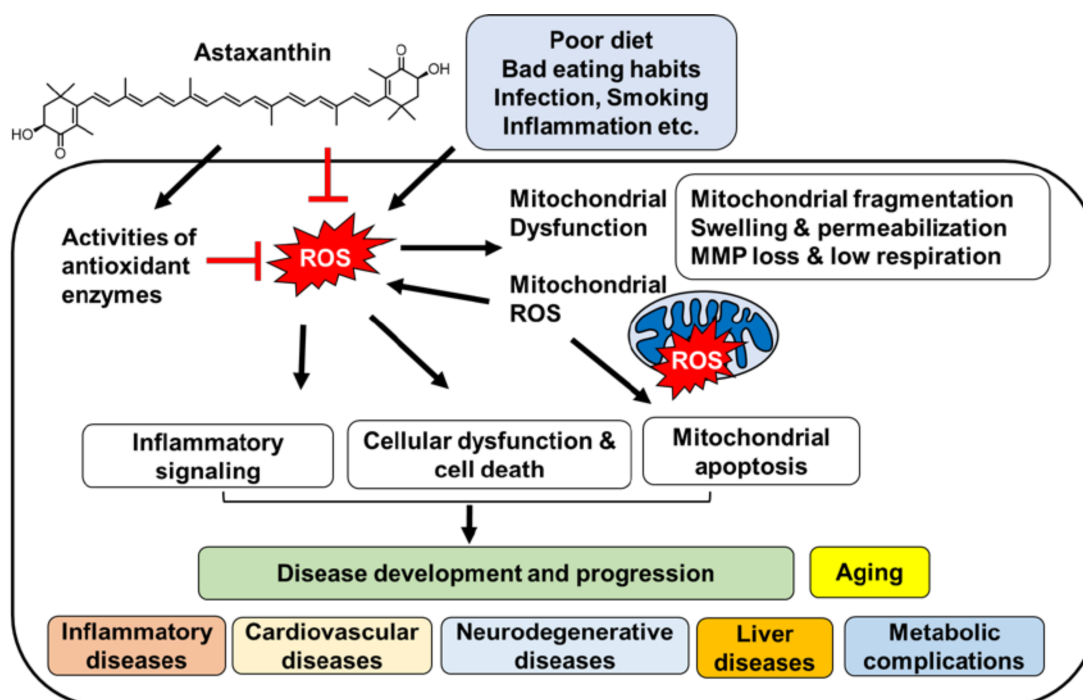 Astaxanthin
O
OH
HO
O
Poor diet
Bad eating habits
Infection, Smoking
Inflammation etc.
Activities of
antioxidant
enzymes
ROS
Mitochondrial
Dysfunction
Mitochondrial fragmentation
Swelling & permeabilization
MMP loss & low respiration
Mitochondrial
ROS
ROS
Inflammatory
signaling
Cellular dysfunction &
cell death
Mitochondrial
apoptosis
Disease development and progression
Aging
Inflammatory
diseases
Cardiovascular
diseases
Neurodegenerative
diseases
Liver
diseases
Metabolic
complications